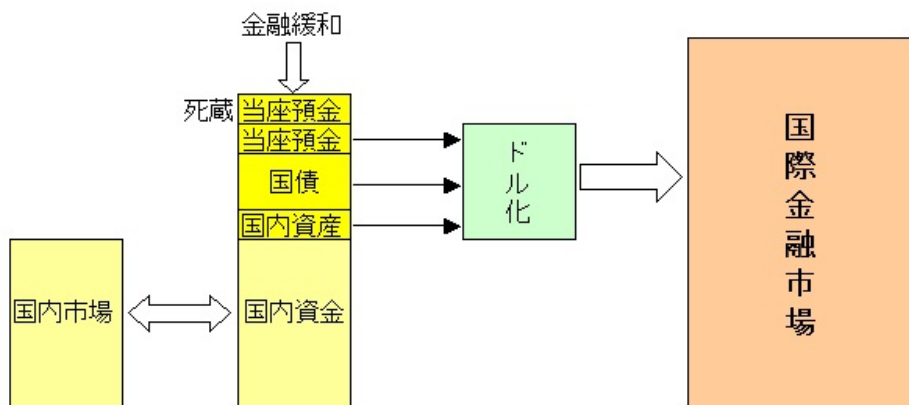 金融緩和
死蔵
当座預金
当座預金
国債
国内資産
国内資金
国内市場
ドル化
国際金融市場